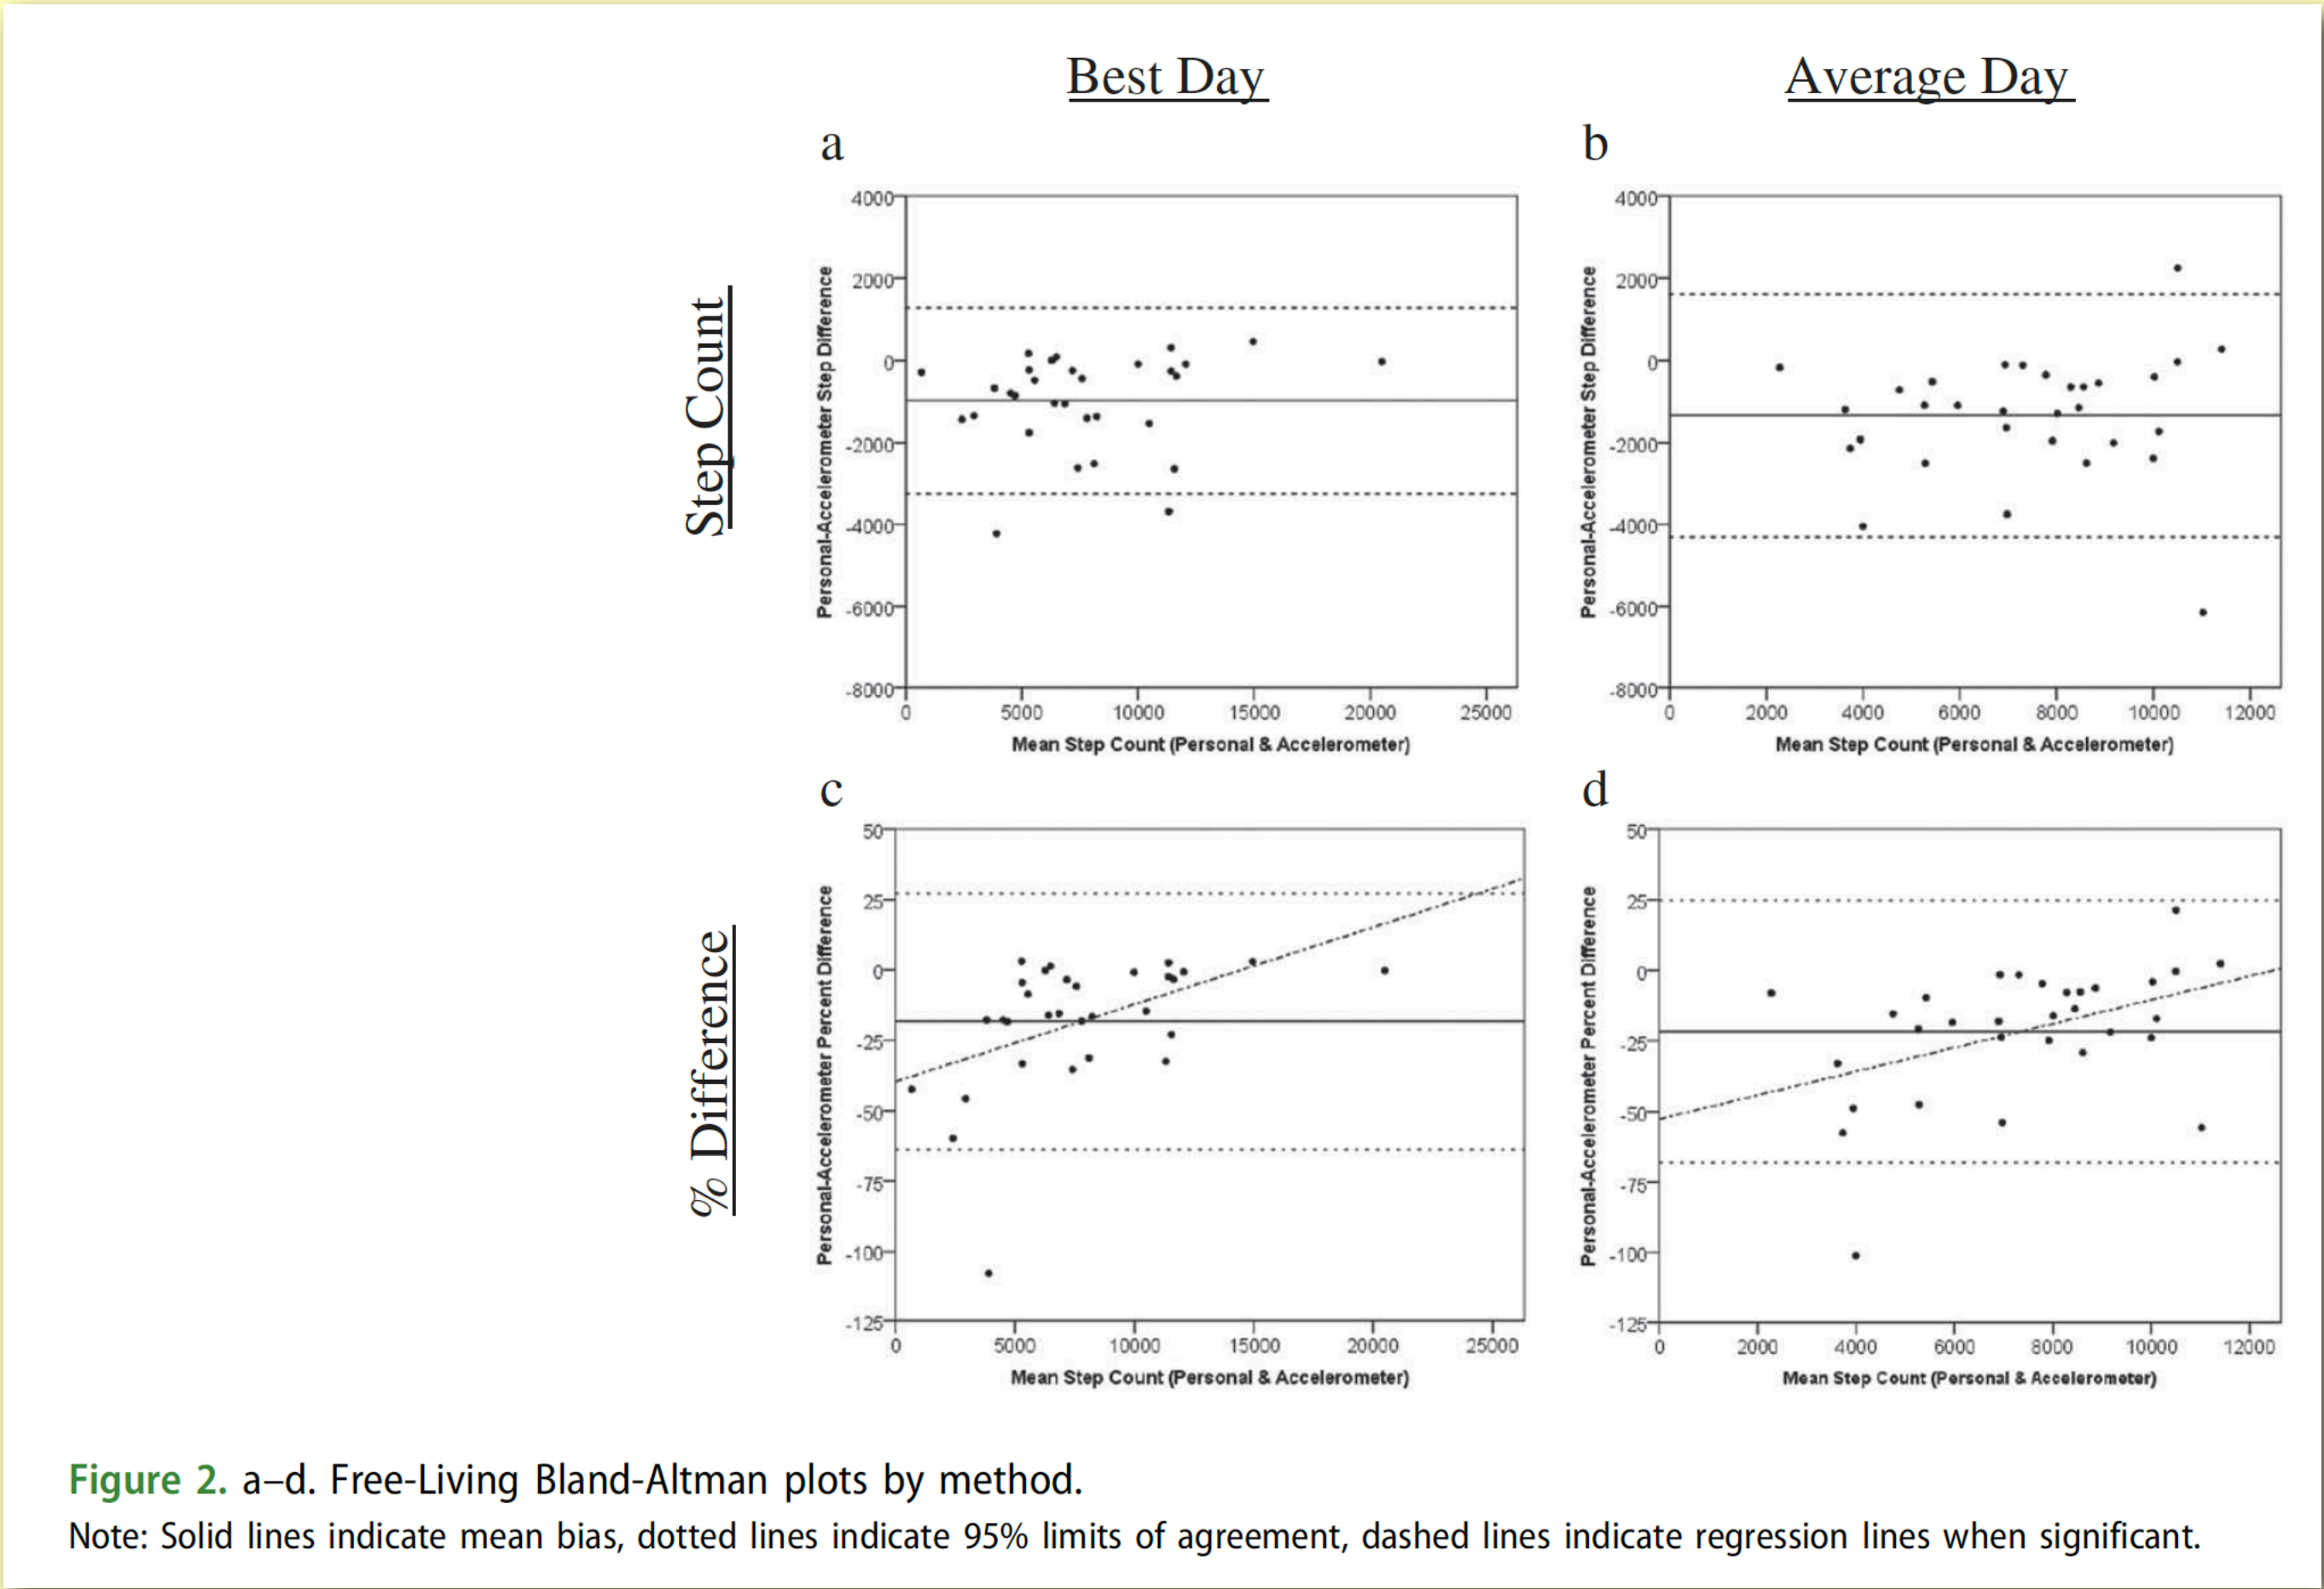 Best Day
Average Day
a
b
Step Count
Personal-Accelerometer Step Difference
4000
2000
0
-2000
-4000
-6000
-8000
0 5000 10000 15000 20000 25000
Mean Step Count (Personal & Accelerometer)
Personal-Accelerometer Step Difference
4000
2000
0
-2000
-4000
-6000
-8000
0 2000 4000 6000 8000 10000 12000
Mean Step Count (Personal & Accelerometer)
c
d
% Difference
Personal-Accelerometer Percent Difference
50
25
0
-25
-50
-75
-100
-125
0 5000 10000 15000 20000 25000
Mean Step Count (Personal & Accelerometer)
Personal-Accelerometer Percent Difference
50
25
0
-25
-50
-75
-100
-125
0 2000 4000 6000 8000 10000 12000
Mean Step Count (Personal & Accelerometer)
Figure 2. a–d. Free-Living Bland-Altman plots by method.
Note: Solid lines indicate mean bias, dotted lines indicate 95% limits of agreement, dashed lines indicate regression lines when significant.